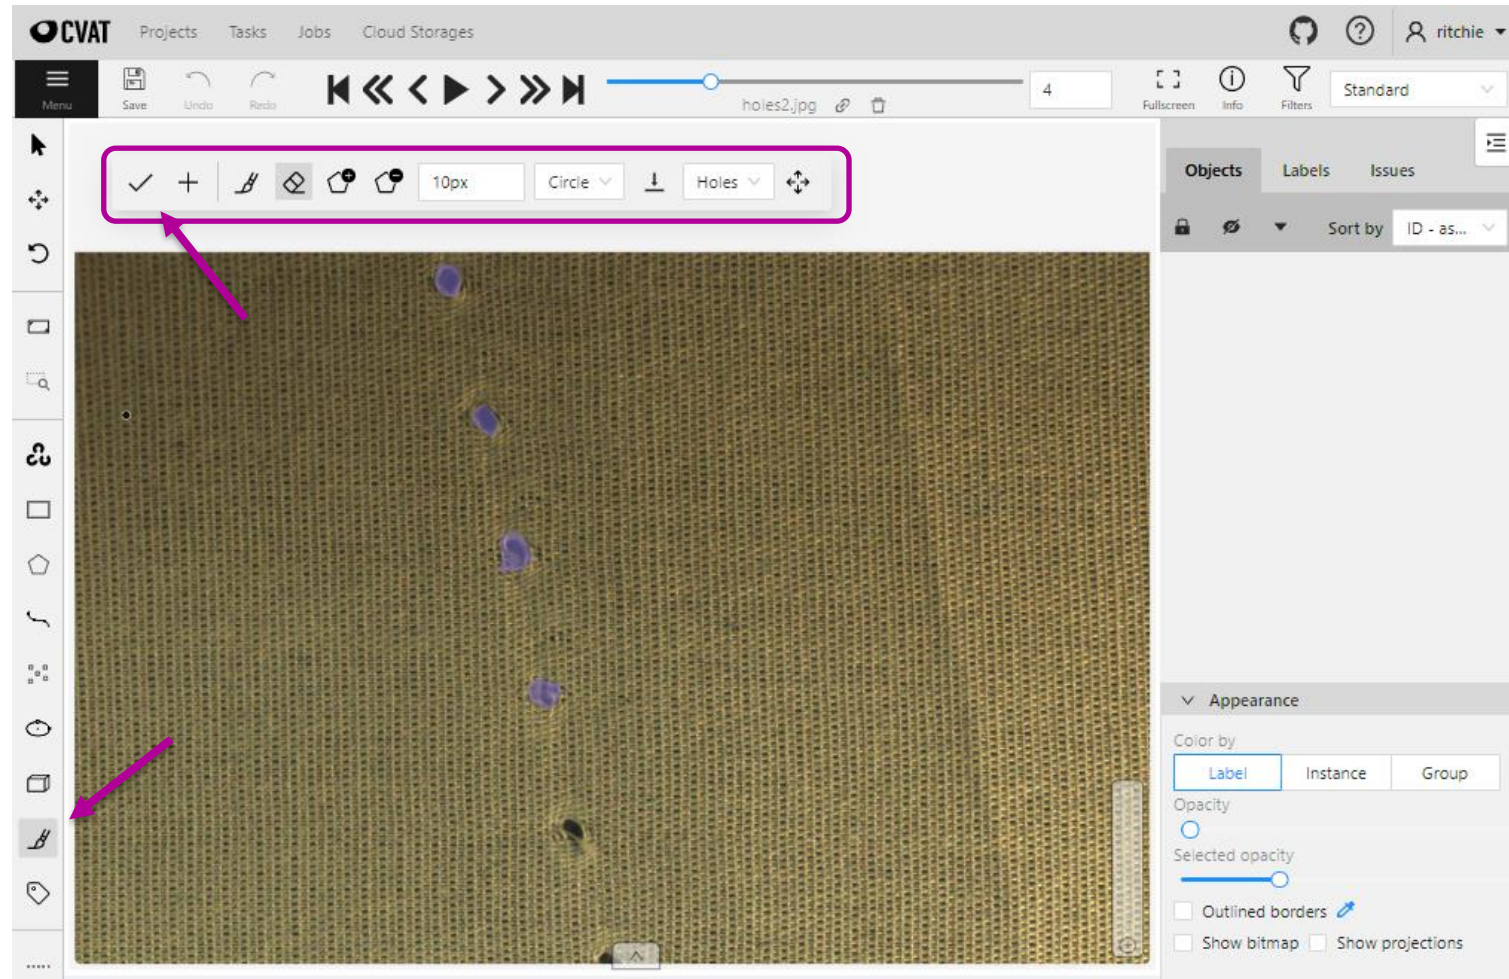 CVAT Projects Tasks Jobs Cloud Storages ritchie
Menu Save Undo Redo holes2.jpg 4 Fullscreen Info Filters Standard
10px Circle Holes
Objects Labels Issues
Sort by ID - as...
Appearance
Color by
Label Instance Group
Opacity
Selected opacity
Outlined borders
Show bitmap Show projections